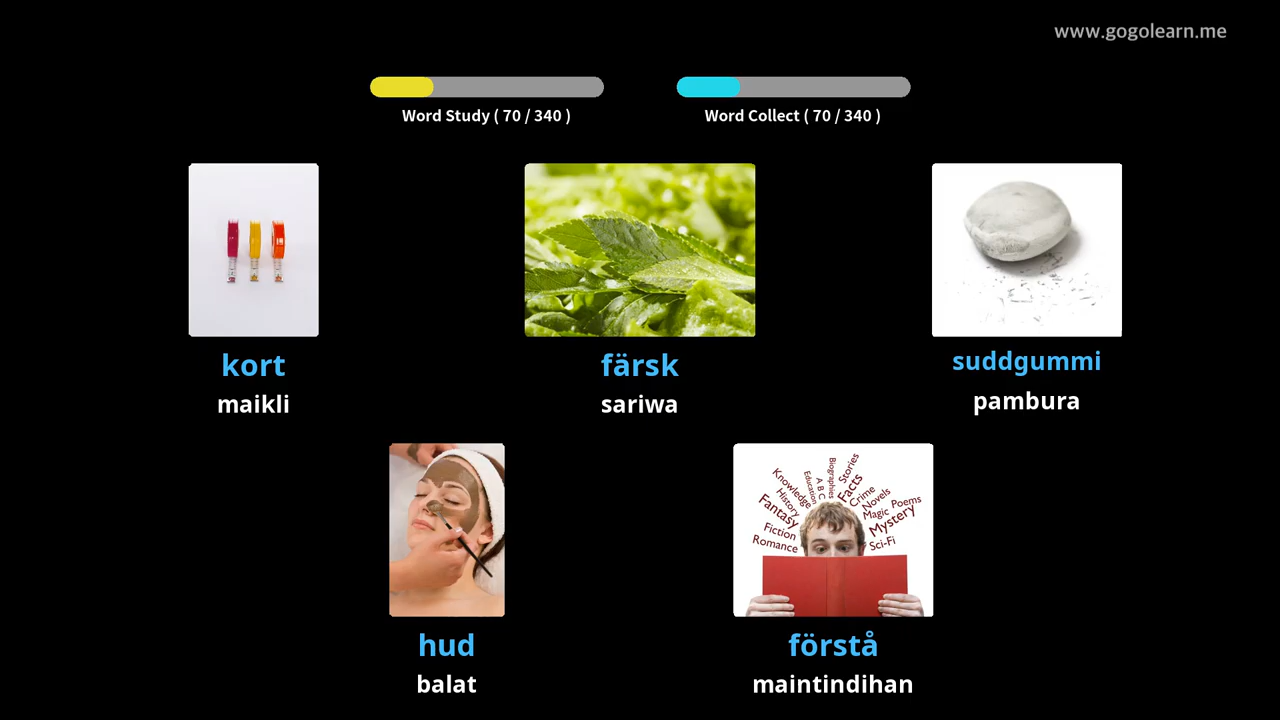 www.gogolearn.me
Word Study ( 70 / 340 )
Word Collect ( 70 / 340 )
kort
maikli
färsk
sariwa
suddgummi
pambura
hud
balat
Knowledge
History
Fantasy
Fiction
Romance
Education
A B C
Biographies
Stories
Facts
Crime
Novels
Magic
Poems
Mystery
Sci-Fi
förstå
maintindihan